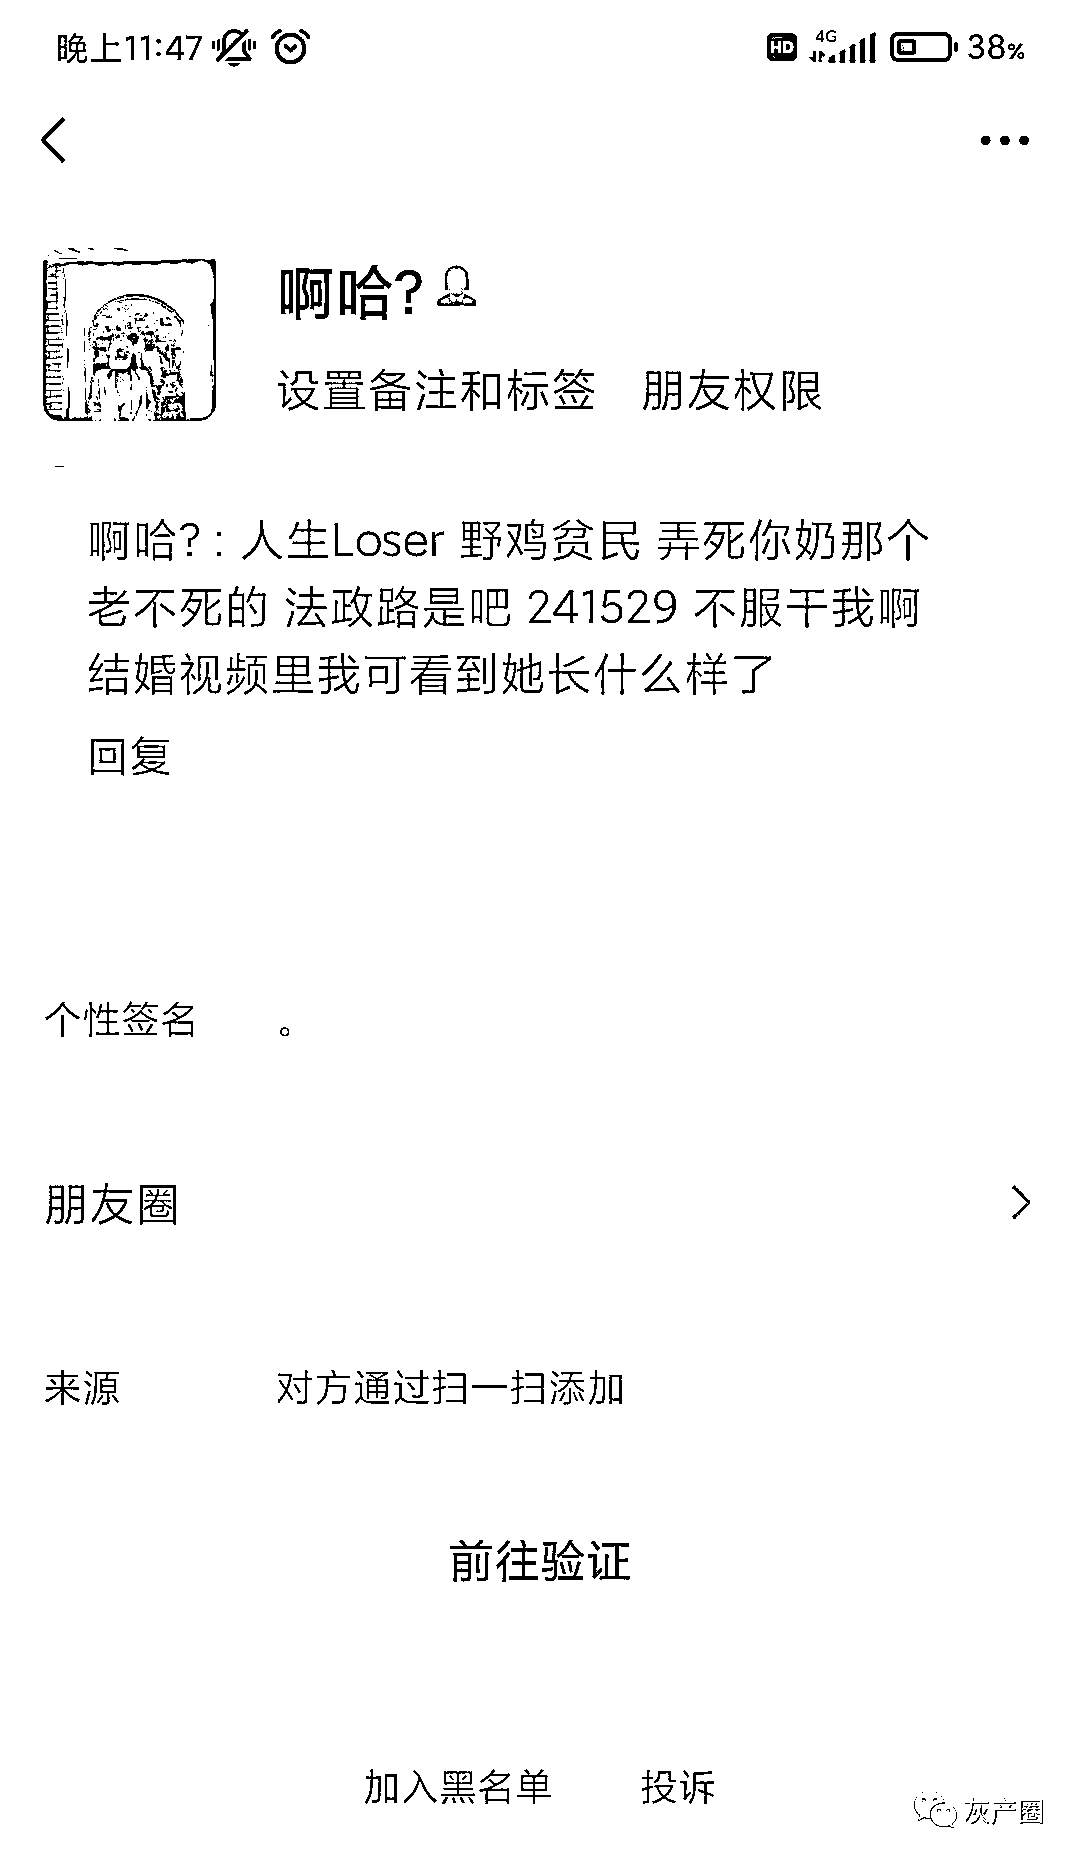 晚上11:47 HD 4G 38%
啊哈?
设置备注和标签 朋友权限
啊哈?: 人生Loser 野鸡贫民 弄死你奶那个
老不死的 法政路是吧 241529 不服干我啊
结婚视频里我可看到她长什么样了
回复
个性签名 。
朋友圈
来源 对方通过扫一扫添加
前往验证
加入黑名单 投诉
灰产圈